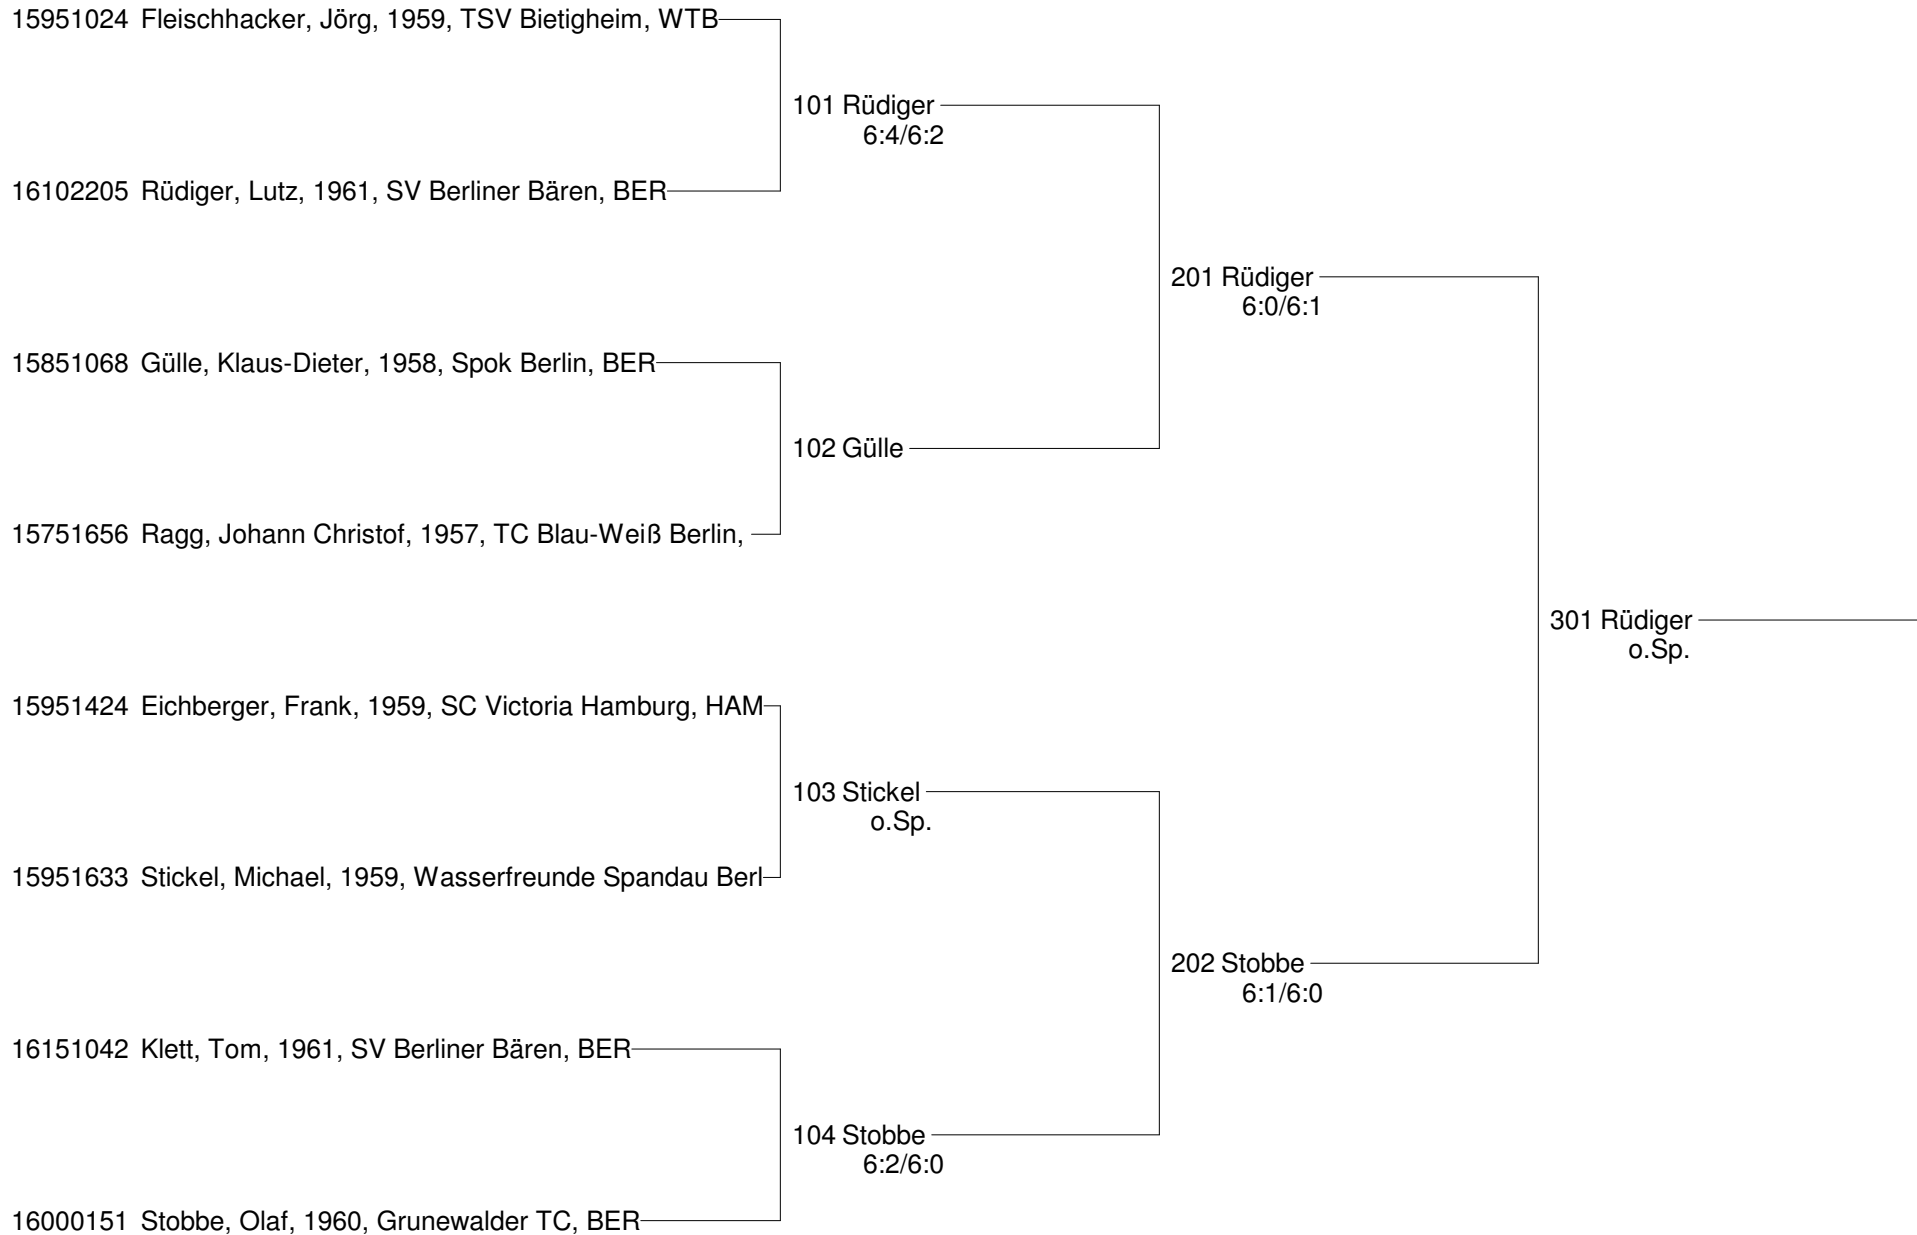 15951024 Fleischhacker, Jörg, 1959, TSV Bietigheim, WTB
101 Rüdiger
6:4/6:2
16102205 Rüdiger, Lutz, 1961, SV Berliner Bären, BER
201 Rüdiger
6:0/6:1
15851068 Gülle, Klaus-Dieter, 1958, Spok Berlin, BER
102 Gülle
15751656 Ragg, Johann Christof, 1957, TC Blau-Weiß Berlin,
301 Rüdiger
o.Sp.
15951424 Eichberger, Frank, 1959, SC Victoria Hamburg, HAM
103 Stickel
o.Sp.
15951633 Stickel, Michael, 1959, Wasserfreunde Spandau Berl
202 Stobbe
6:1/6:0
16151042 Klett, Tom, 1961, SV Berliner Bären, BER
104 Stobbe
6:2/6:0
16000151 Stobbe, Olaf, 1960, Grunewalder TC, BER